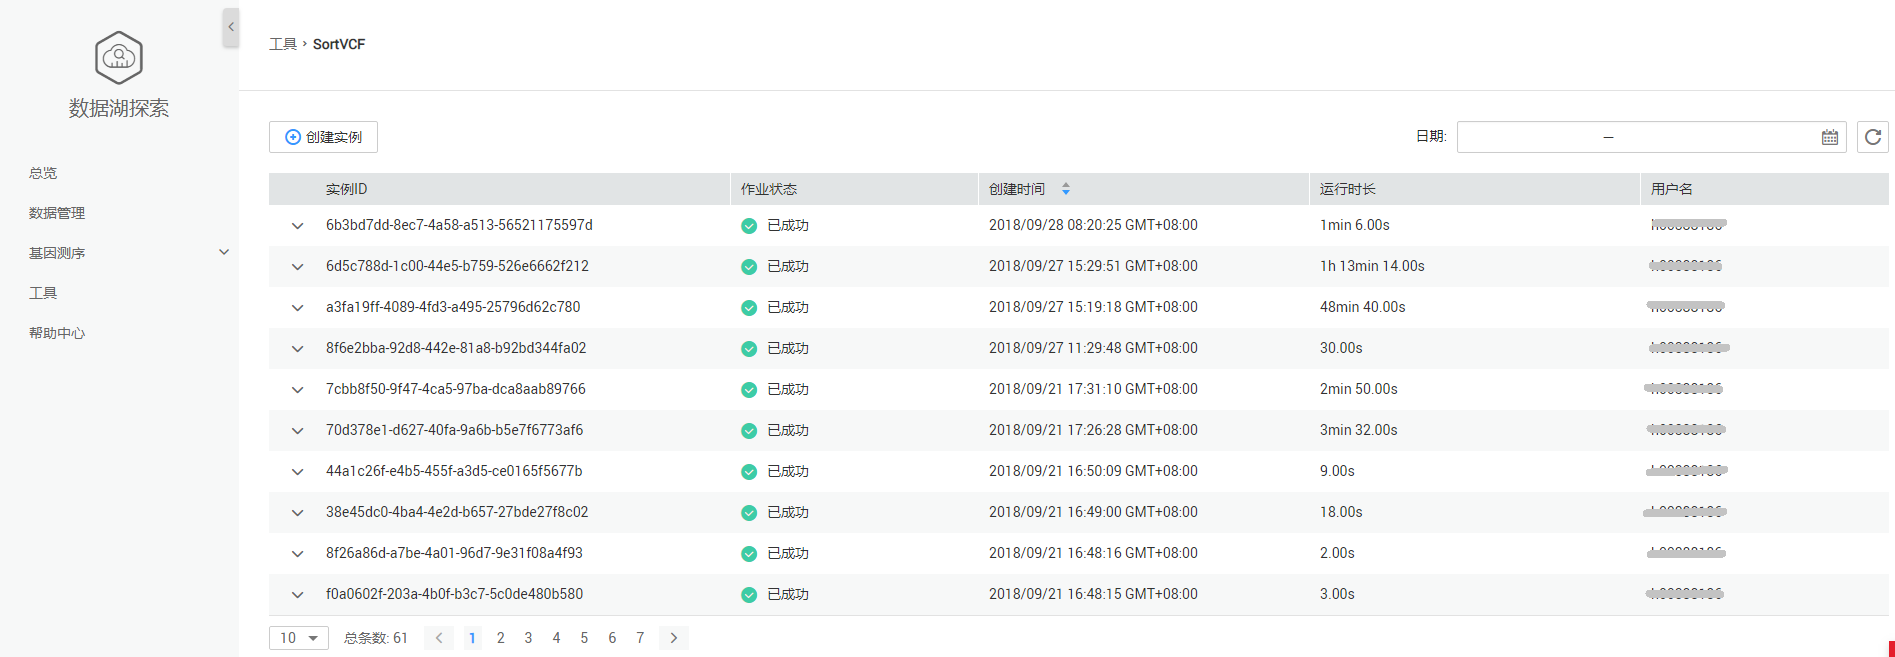 工具 › SortVCF
数据湖探索
总览
数据管理
基因测序
工具
帮助中心
创建实例
日期: –
实例ID 作业状态 创建时间 运行时长 用户名
6b3bd7dd-8ec7-4a58-a513-56521175597d 已成功 2018/09/28 08:20:25 GMT+08:00 1min 6.00s
6d5c788d-1c00-44e5-b759-526e6662f212 已成功 2018/09/27 15:29:51 GMT+08:00 1h 13min 14.00s
a3fa19ff-4089-4fd3-a495-25796d62c780 已成功 2018/09/27 15:19:18 GMT+08:00 48min 40.00s
8f6e2bba-92d8-442e-81a8-b92bd344fa02 已成功 2018/09/27 11:29:48 GMT+08:00 30.00s
7cbb8f50-9f47-4ca5-97ba-dca8aab89766 已成功 2018/09/21 17:31:10 GMT+08:00 2min 50.00s
70d378e1-d627-40fa-9a6b-b5e7f6773af6 已成功 2018/09/21 17:26:28 GMT+08:00 3min 32.00s
44a1c26f-e4b5-455f-a3d5-ce0165f5677b 已成功 2018/09/21 16:50:09 GMT+08:00 9.00s
38e45dc0-4ba4-4e2d-b657-27bde27f8c02 已成功 2018/09/21 16:49:00 GMT+08:00 18.00s
8f26a86d-a7be-4a01-96d7-9e31f08a4f93 已成功 2018/09/21 16:48:16 GMT+08:00 2.00s
f0a0602f-203a-4b0f-b3c7-5c0de480b580 已成功 2018/09/21 16:48:15 GMT+08:00 3.00s
10 总条数: 61 1 2 3 4 5 6 7